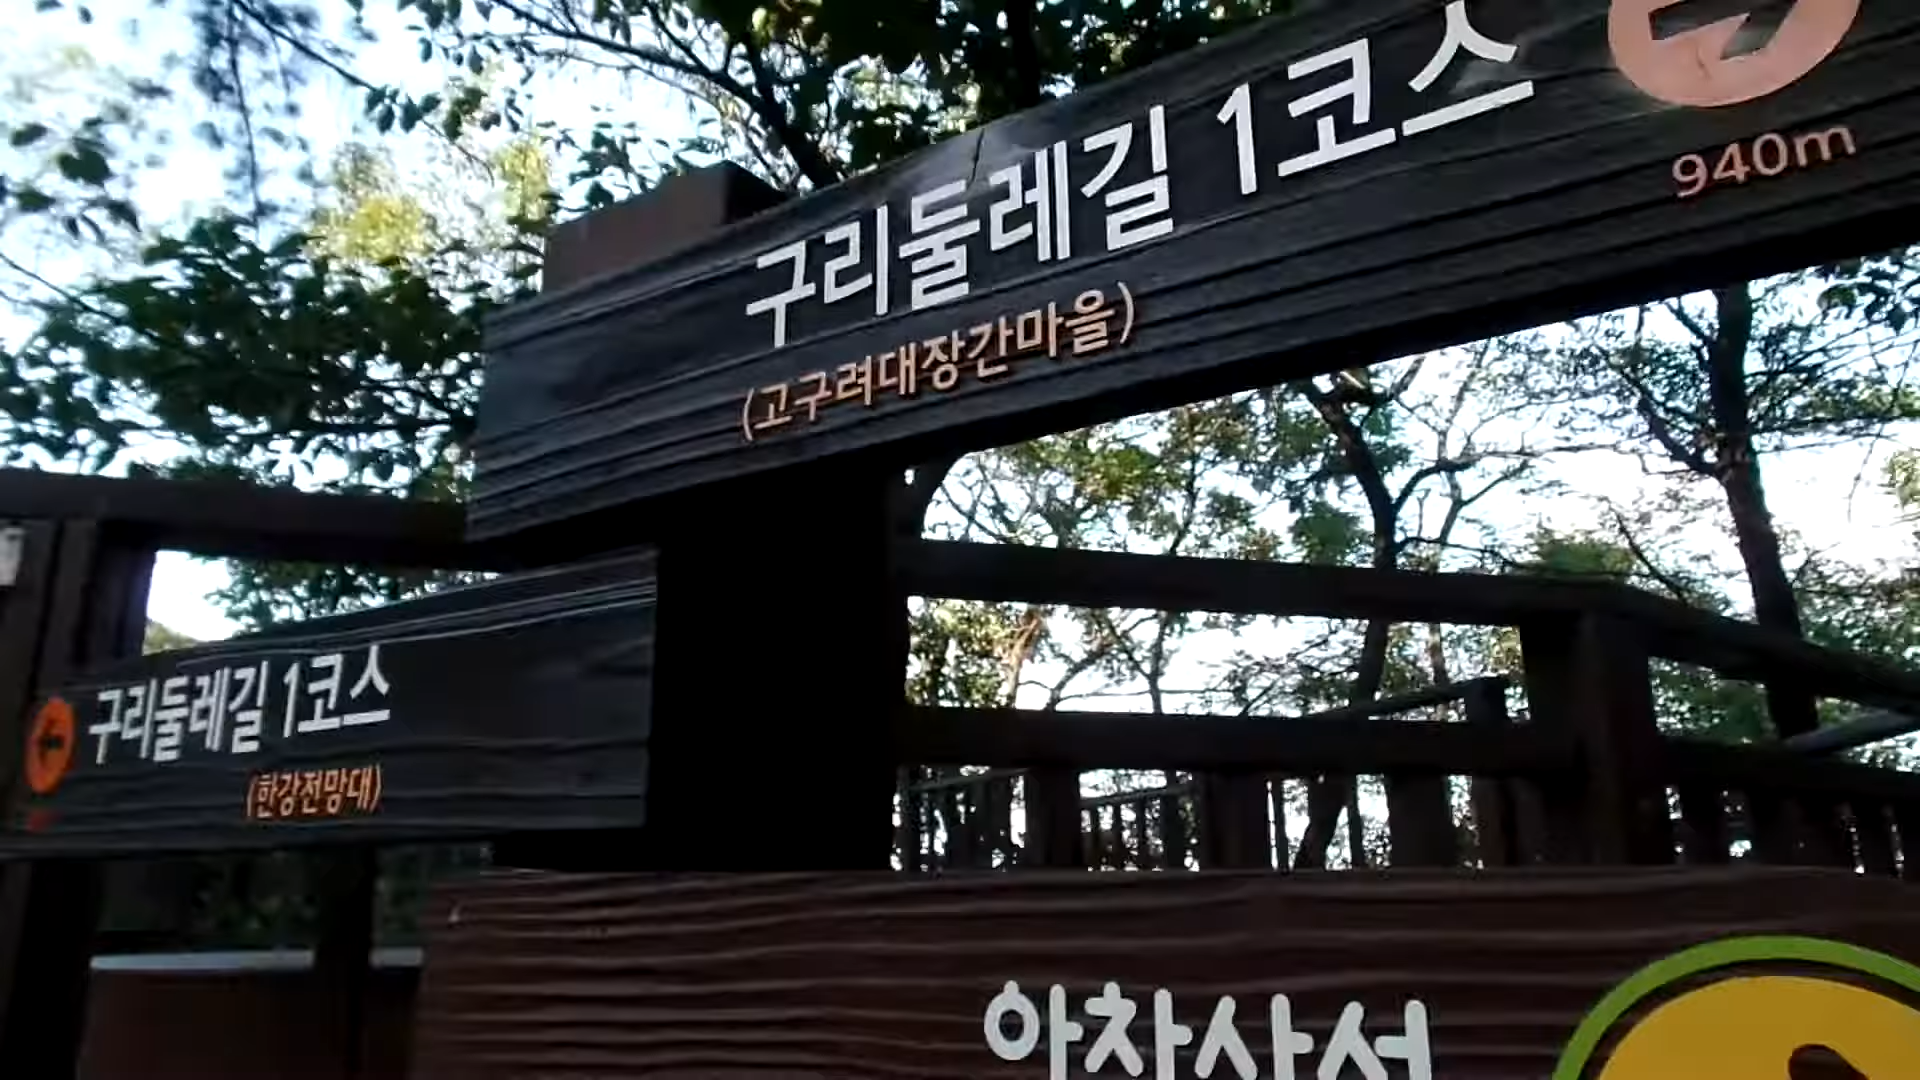 구리둘레길 1코스
940m
(고구려대장간마을)
구리둘레길 1코스
(한강전망대)
아차산